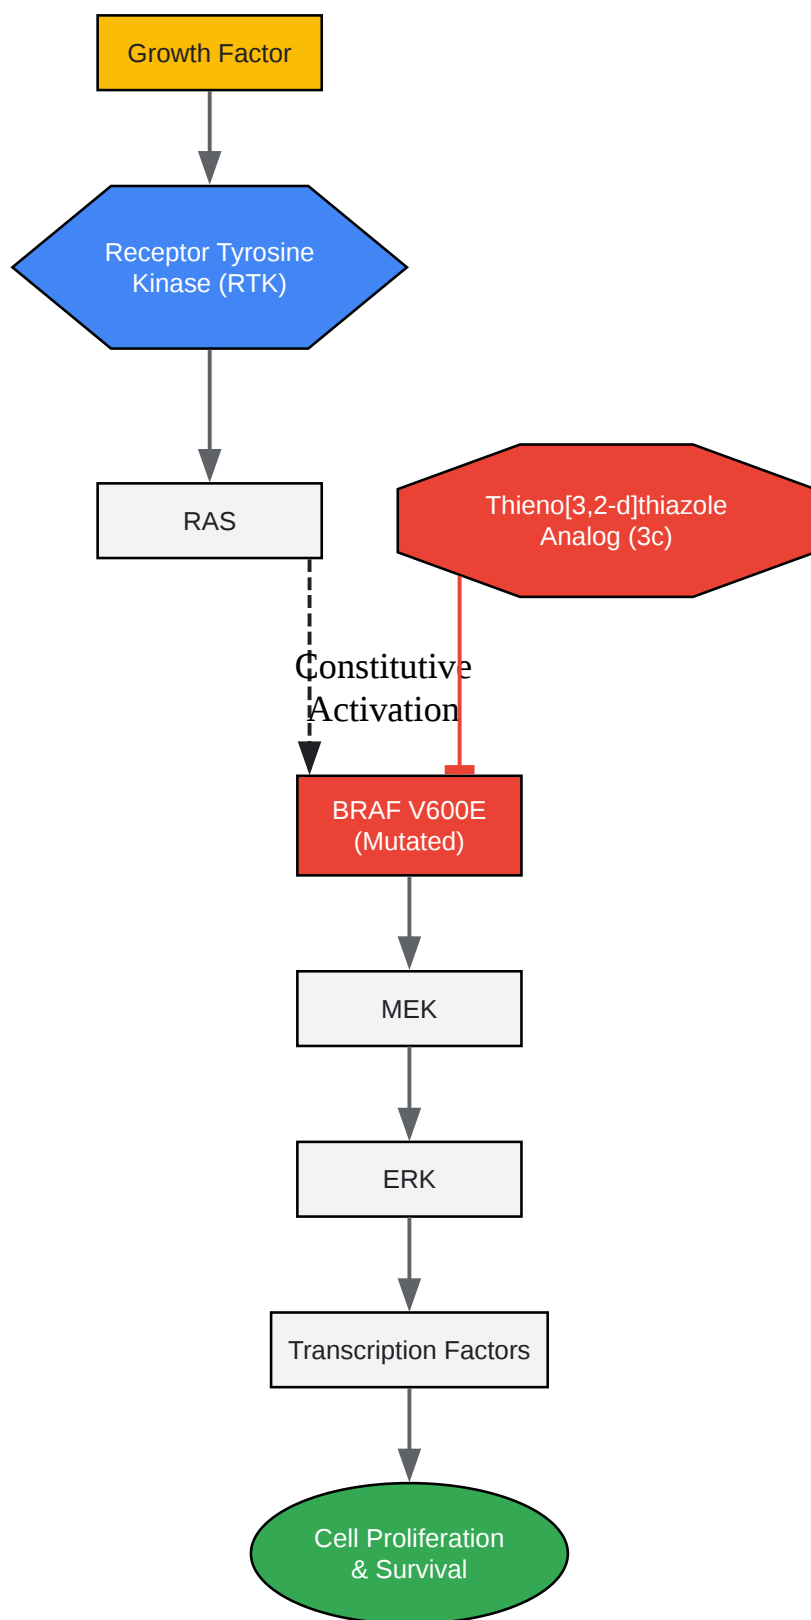 Growth Factor
Receptor Tyrosine
Kinase (RTK)
RAS
Thieno[3,2-d]thiazole
Analog (3c)
Constitutive
Activation
BRAF V600E
(Mutated)
MEK
ERK
Transcription Factors
Cell Proliferation
& Survival